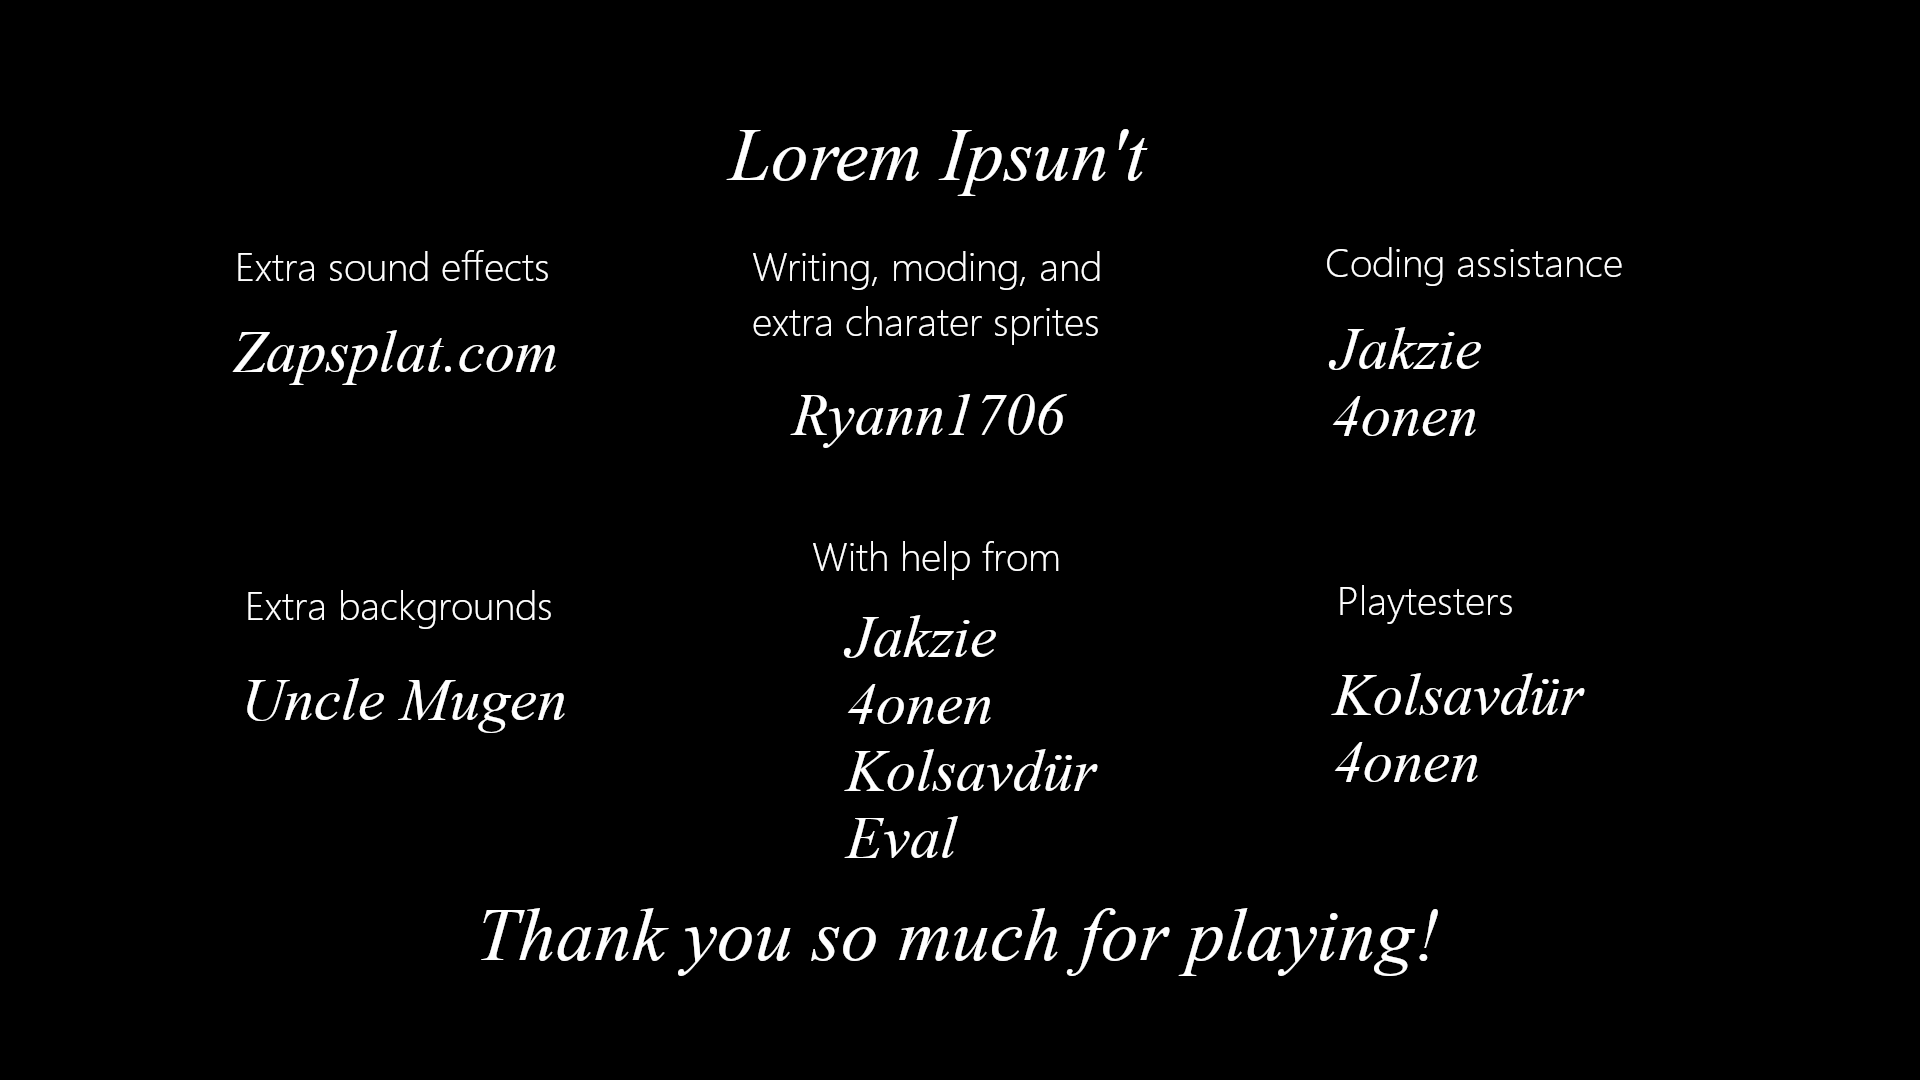 Lorem Ipsun't
Extra sound effects
Zapsplat.com
Writing, moding, and
extra charater sprites
Ryann1706
Coding assistance
Jakzie
4onen
Extra backgrounds
Uncle Mugen
With help from
Jakzie
4onen
Kolsavdür
Eval
Playtesters
Kolsavdür
4onen
Thank you so much for playing!